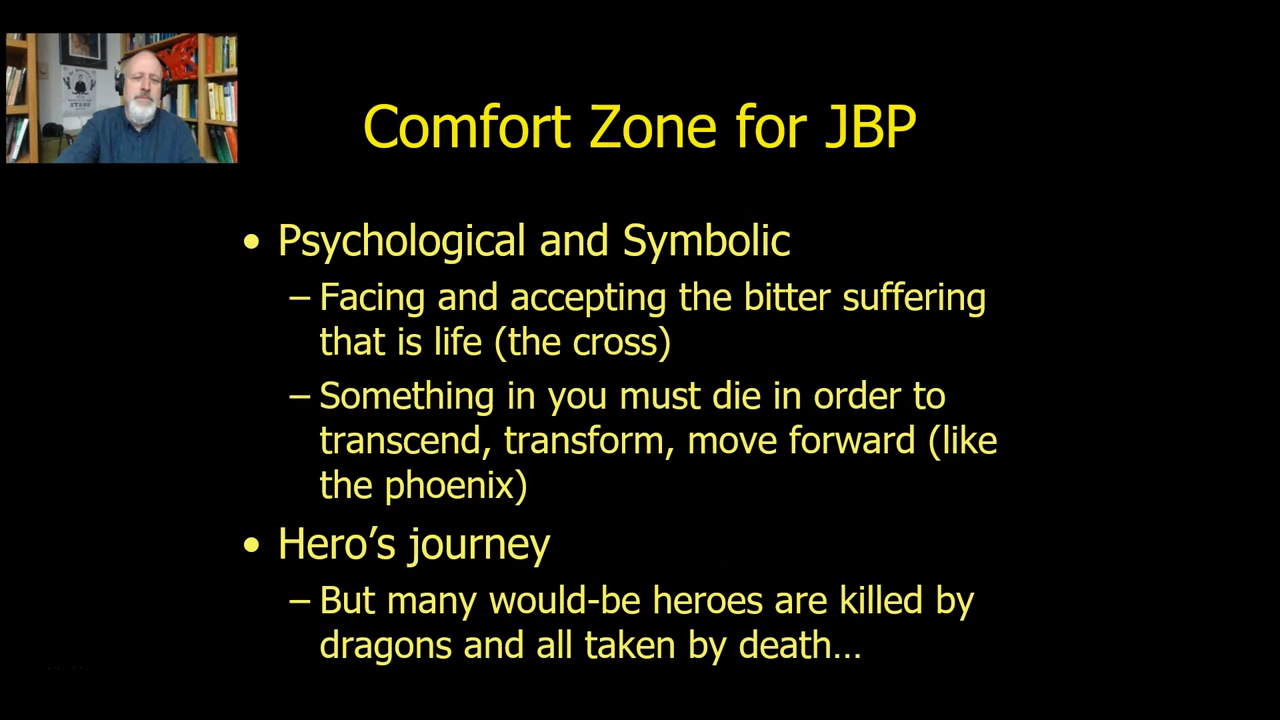 Comfort Zone for JBP
• Psychological and Symbolic
– Facing and accepting the bitter suffering
that is life (the cross)
– Something in you must die in order to
transcend, transform, move forward (like
the phoenix)
• Hero’s journey
– But many would-be heroes are killed by
dragons and all taken by death…